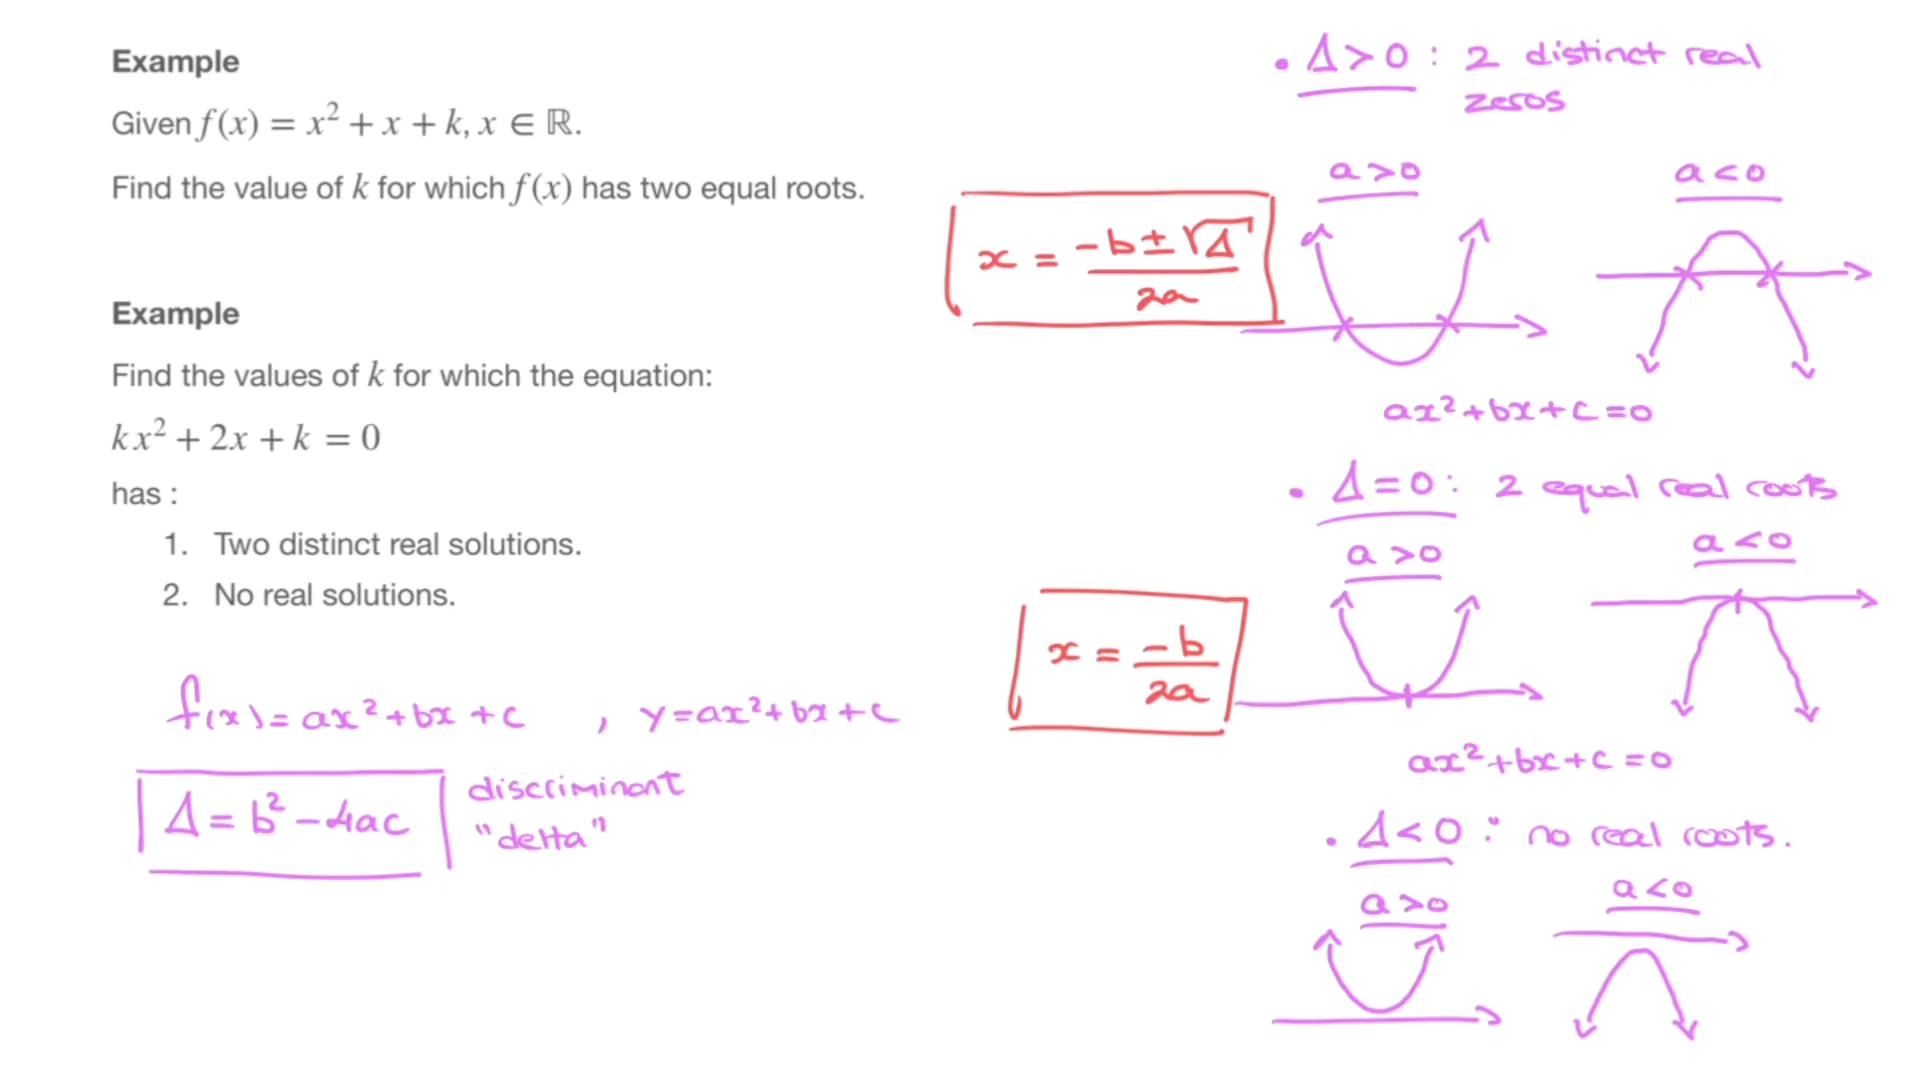 Example
Given f(x) = x² + x + k, x ∈ ℝ.
Find the value of k for which f(x) has two equal roots.
Example
Find the values of k for which the equation:
kx² + 2x + k = 0
has :
1. Two distinct real solutions.
2. No real solutions.
f(x) = ax² + bx + c , y = ax² + bx + c
Δ = b² - 4ac
discriminant
"delta"
• Δ > 0 : 2 distinct real
zeros
a > 0
a < 0
x = (-b ± √Δ) / 2a
ax² + bx + c = 0
• Δ = 0 : 2 equal real roots
a > 0
a < 0
x = -b / 2a
ax² + bx + c = 0
• Δ < 0 : no real roots.
a > 0
a < 0